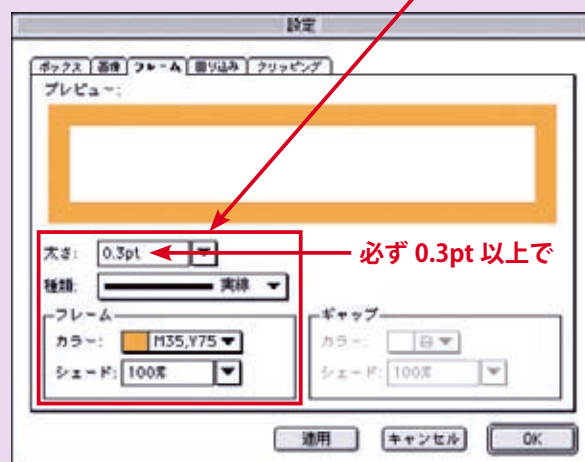 設定
ボックス 画像 フレーム 回り込み クリッピング
プレビュー:
太さ: 0.3pt 必ず 0.3pt 以上で
種類: 実線
フレーム ギャップ
カラー: M35,Y75 カラー: 白
シェード: 100% シェード: 100%
適用 キャンセル OK